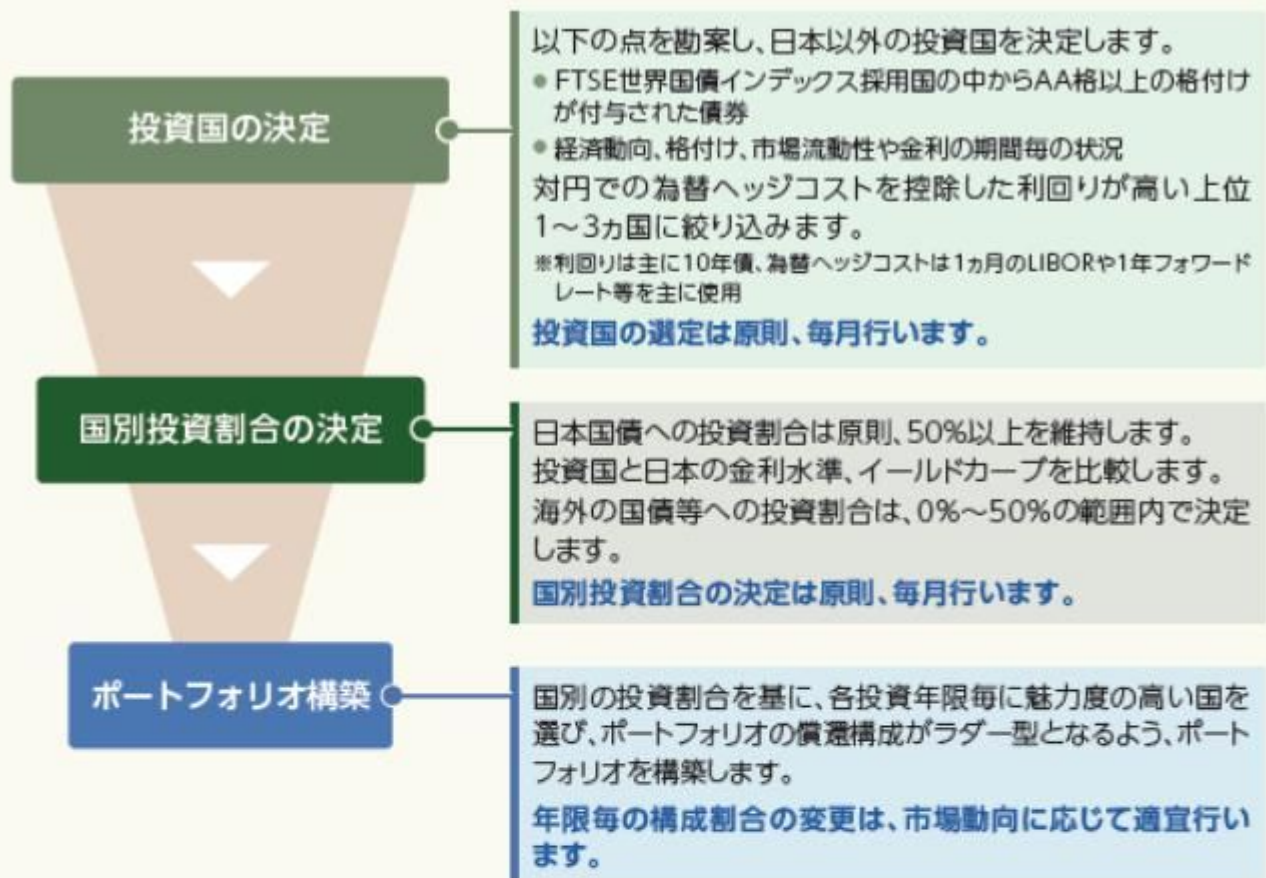 投資国の決定
以下の点を勘案し、日本以外の投資国を決定します。
● FTSE世界国債インデックス採用国の中からAA格以上の格付け
が付与された債券
● 経済動向、格付け、市場流動性や金利の期間毎の状況
対円での為替ヘッジコストを控除した利回りが高い上位
1〜3ヵ国に絞り込みます。
※利回りは主に10年債、為替ヘッジコストは1ヵ月のLIBORや1年フォワード
レート等を主に使用
投資国の選定は原則、毎月行います。
国別投資割合の決定
日本国債への投資割合は原則、50%以上を維持します。
投資国と日本の金利水準、イールドカーブを比較します。
海外の国債等への投資割合は、0%〜50%の範囲内で決定
します。
国別投資割合の決定は原則、毎月行います。
ポートフォリオ構築
国別の投資割合を基に、各投資年限毎に魅力度の高い国を
選び、ポートフォリオの償還構成がラダー型となるよう、ポート
フォリオを構築します。
年限毎の構成割合の変更は、市場動向に応じて適宜行い
ます。